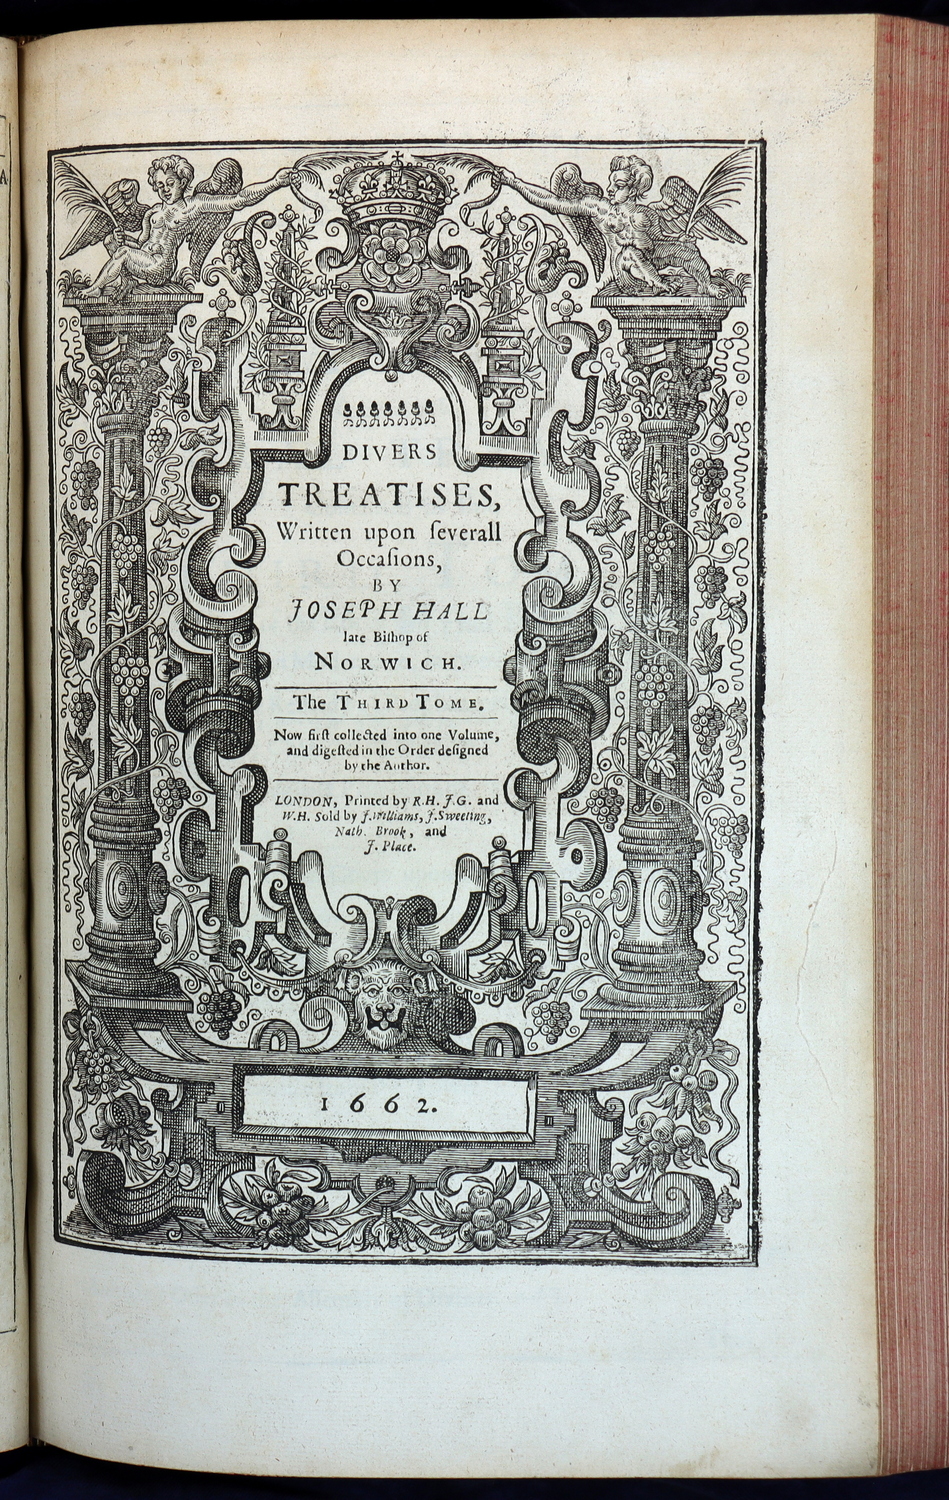 A
DIVERS
TREATISES,
Written upon ſeverall
Occaſions,
BY
JOSEPH HALL
late Biſhop of
NORWICH.
The THIRD TOME.
Now firſt collected into one Volume,
and digeſted in the Order deſigned
by the Author.
LONDON, Printed by R.H. J.G. and
W.H. Sold by J.Williams, J.Sweeting,
Nath. Brook, and
J. Place.
1662.